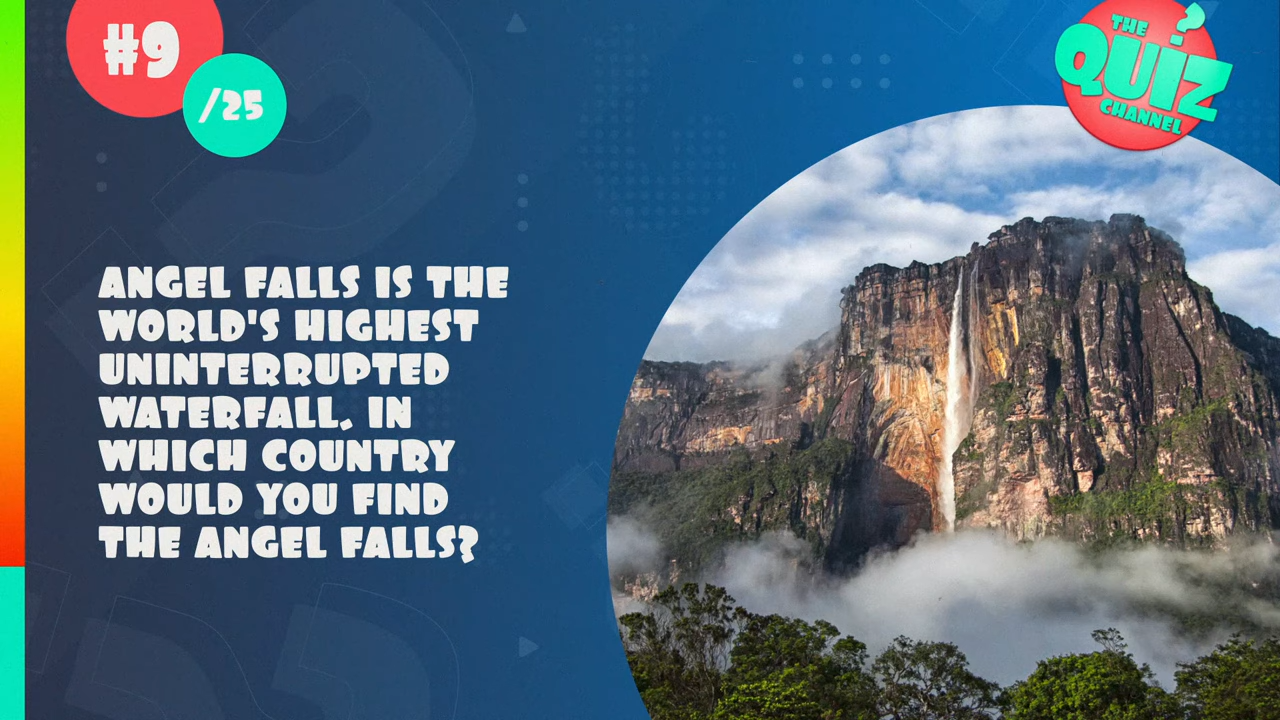 #9
/25
THE
QUIZ
CHANNEL
ANGEL FALLS IS THE
WORLD'S HIGHEST
UNINTERRUPTED
WATERFALL. IN
WHICH COUNTRY
WOULD YOU FIND
THE ANGEL FALLS?